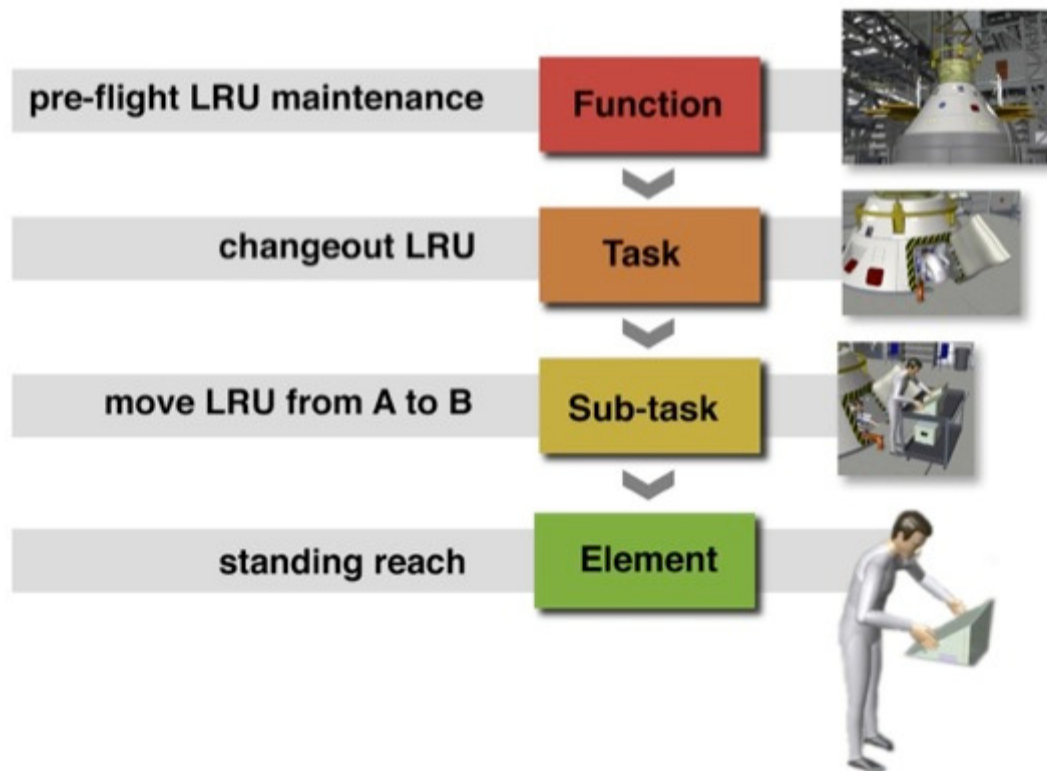 pre-flight LRU maintenance Function
changeout LRU Task
move LRU from A to B Sub-task
standing reach Element